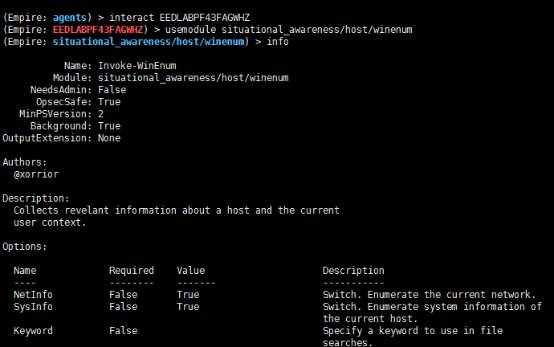 (Empire: agents) > interact EEDLABPF43FAGWHZ
(Empire: EEDLABPF43FAGWHZ) > usemodule situational_awareness/host/winenum
(Empire: situational_awareness/host/winenum) > info
Name: Invoke-WinEnum
Module: situational_awareness/host/winenum
NeedsAdmin: False
OpsecSafe: True
MinPSVersion: 2
Background: True
OutputExtension: None
Authors:
@xorrior
Description:
Collects revelant information about a host and the current
user context.
Options:
Name Required Value Description
---- -------- ------- -----------
NetInfo False True Switch. Enumerate the current network.
SysInfo False True Switch. Enumerate system information of
the current host.
Keyword False Specify a keyword to use in file
searches.